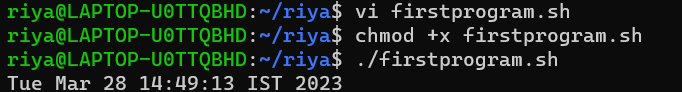 riya@LAPTOP-U0TTQBHD:~/riya$ vi firstprogram.sh
riya@LAPTOP-U0TTQBHD:~/riya$ chmod +x firstprogram.sh
riya@LAPTOP-U0TTQBHD:~/riya$ ./firstprogram.sh
Tue Mar 28 14:49:13 IST 2023